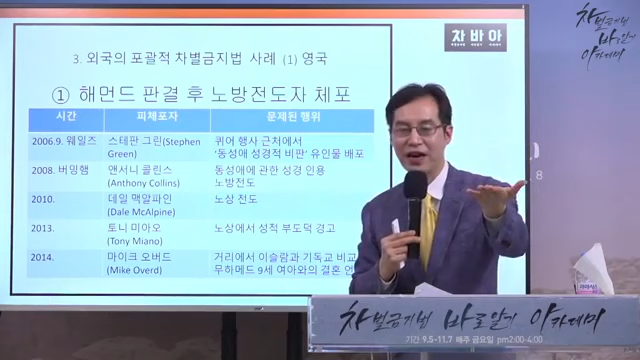 차바아
차별금지법
바로알기
아카데미
3. 외국의 포괄적 차별금지법 사례 (1) 영국
① 해먼드 판결 후 노방전도자 체포
시간 피체포자 문제된 행위
2006.9. 웨일즈 스테판 그린(Stephen Green) 퀴어 행사 근처에서 '동성애 성경적 비판' 유인물 배포
2008. 버밍햄 앤서니 콜린스 (Anthony Collins) 동성애에 관한 성경 인용 노방전도
2010. 데일 맥알파인 (Dale McAlpine) 노상 전도
2013. 토니 미아오 (Tony Miano) 노상에서 성적 부도덕 경고
2014. 마이크 오버드 (Mike Overd) 거리에서 이슬람과 기독교 비교 무하메드 9세 여아와의 결혼 언
8
차별금지법 바로알기 아카데미
기간 9.5-11.7 매주 금요일 pm2:00-4:00